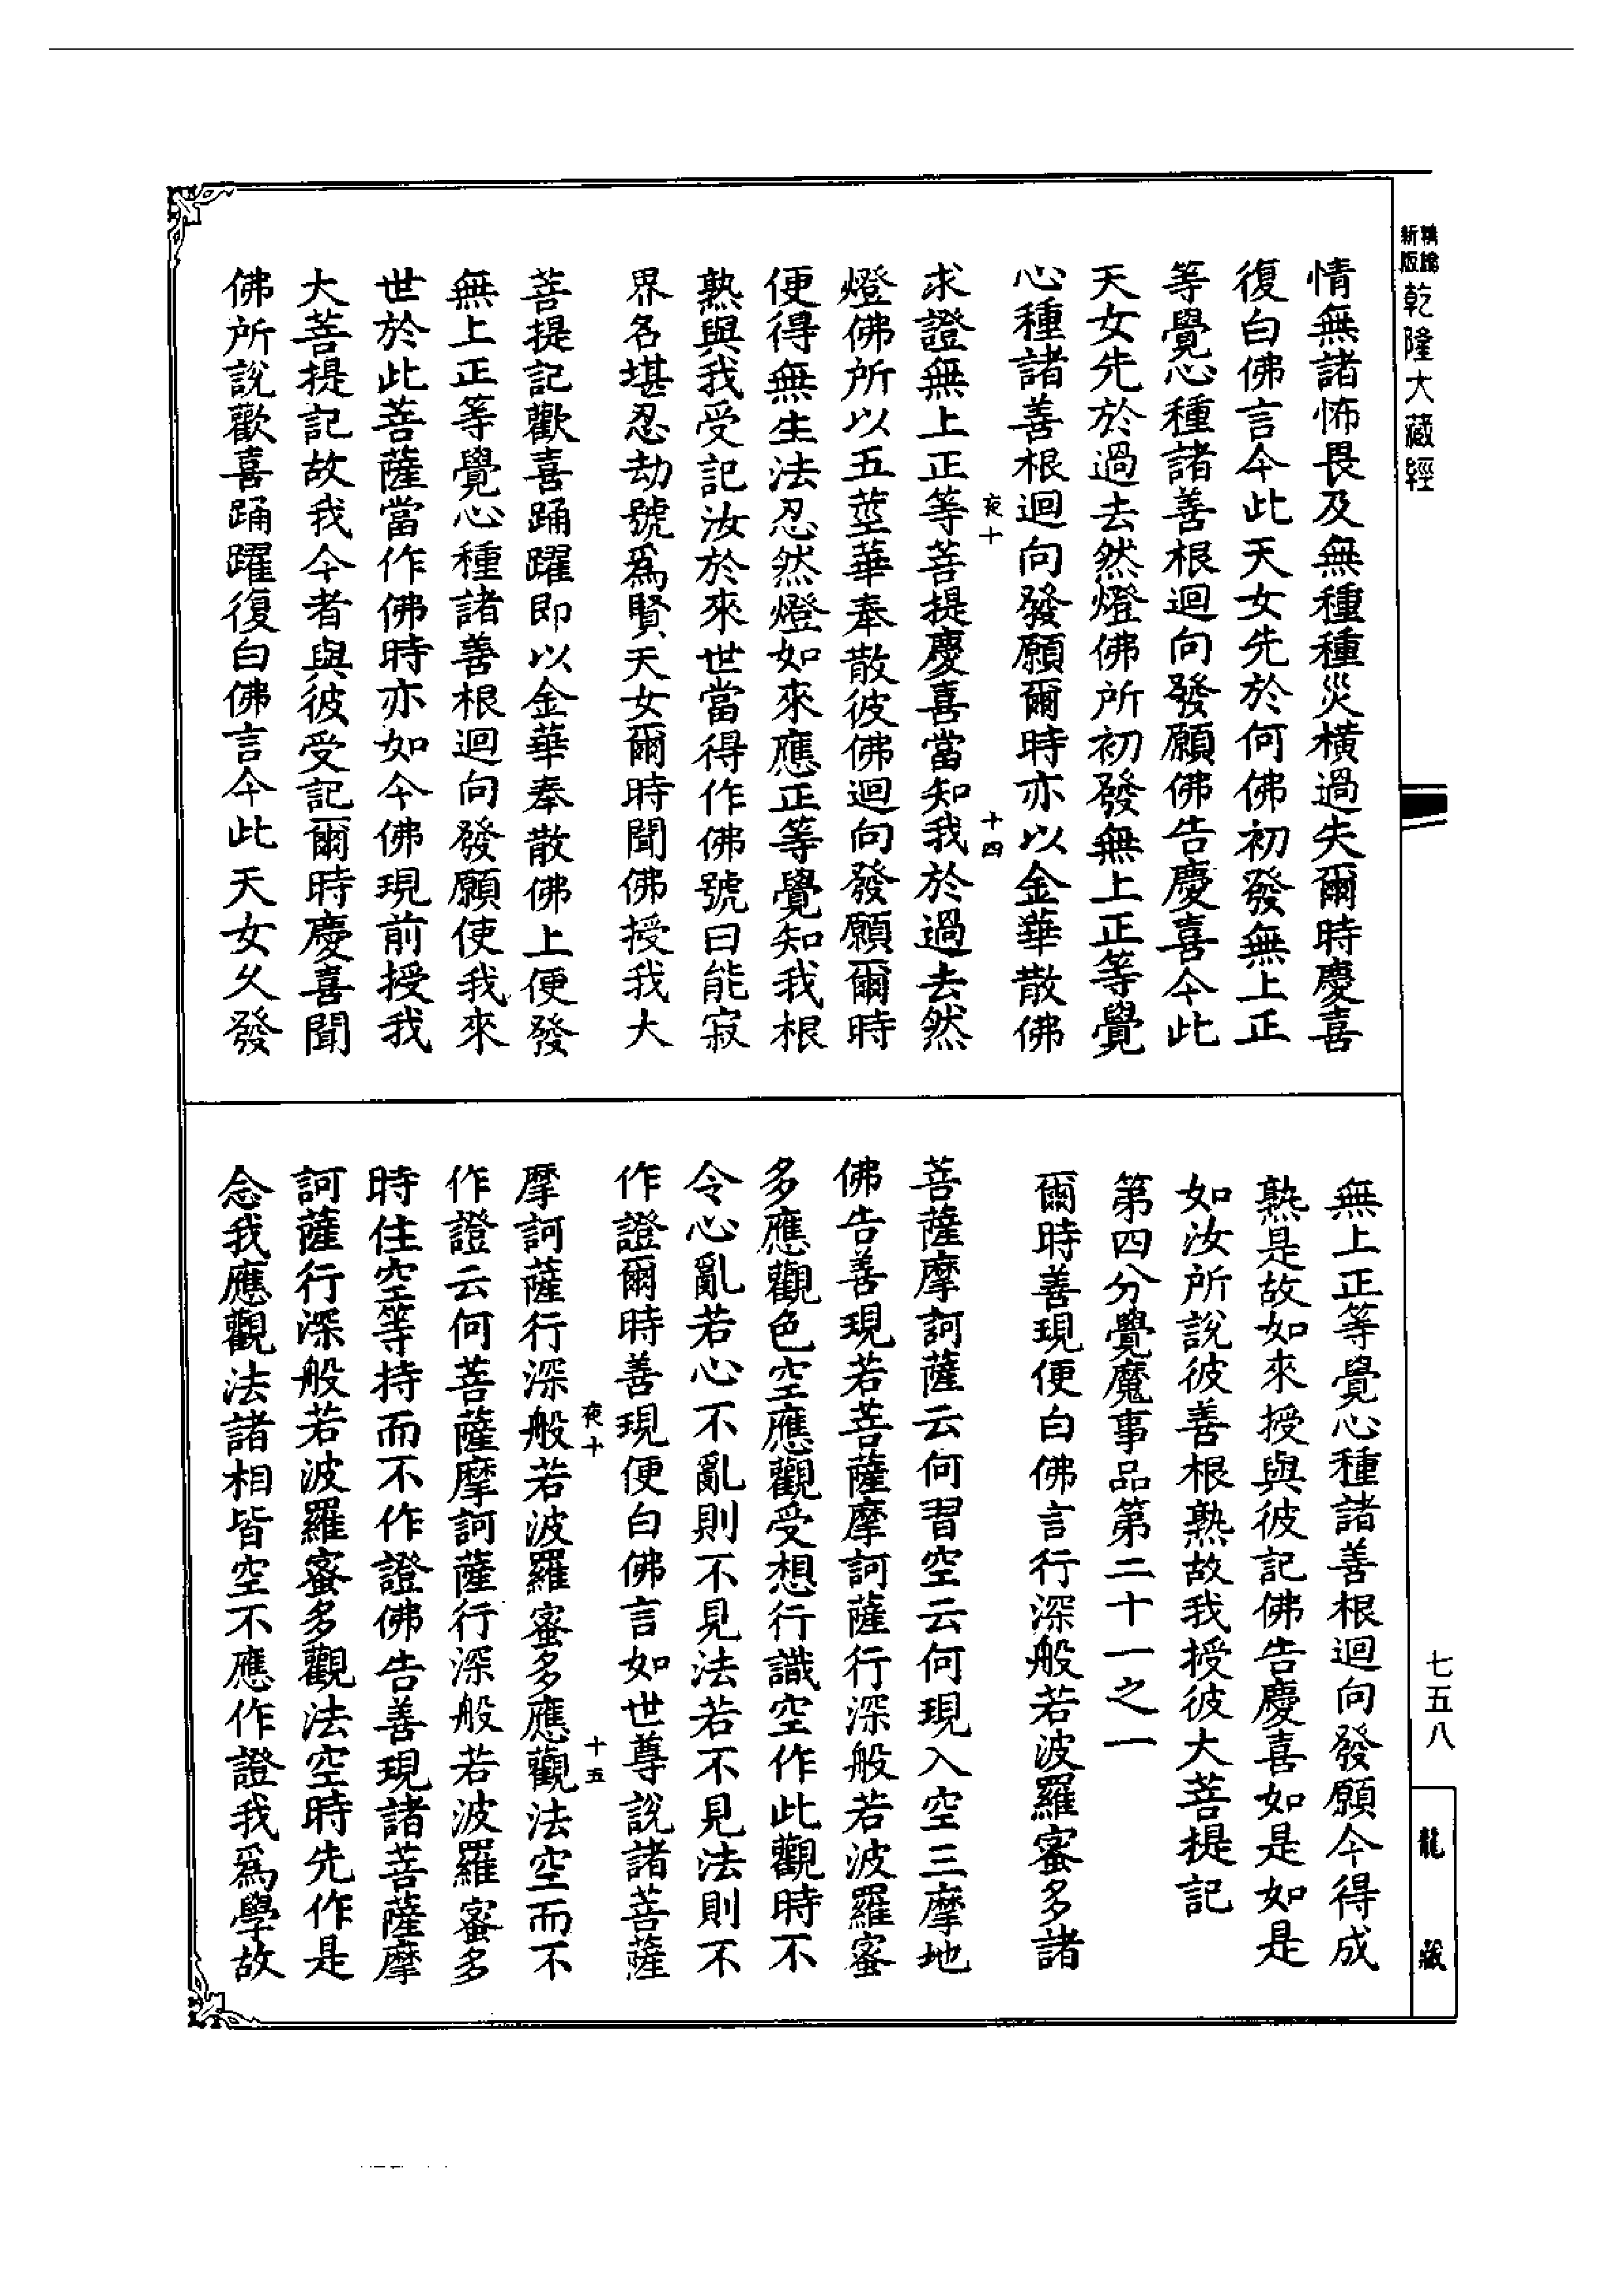 精縮新版乾隆大藏經
情無諸怖畏及無種種災橫過失爾時慶喜
復白佛言今此天女先於何佛初發無上正
等覺心種諸善根迴向發願佛告慶喜今此
天女先於過去然燈佛所初發無上正等覺
心種諸善根迴向發願爾時亦以金華散佛
夜十 十四
求證無上正等菩提慶喜當知我於過去然
燈佛所以五莖華奉散彼佛迴向發願爾時
便得無生法忍然燈如來應正等覺知我根
熟與我受記汝於來世當得作佛號曰能寂
界名堪忍劫號爲賢天女爾時聞佛授我大
菩提記歡喜踊躍即以金華奉散佛上便發
無上正等覺心種諸善根迴向發願使我來
世於此菩薩當作佛時亦如今佛現前授我
大菩提記故我今者與彼受記爾時慶喜聞
佛所說歡喜踊躍復白佛言今此天女久發
無上正等覺心種諸善根迴向發願今得成
熟是故如來授與彼記佛告慶喜如是如是
如汝所說彼善根熟故我授彼大菩提記
第四分覺魔事品第二十一之一
爾時善現便白佛言行深般若波羅蜜多諸
菩薩摩訶薩云何習空云何現入空三摩地
佛告善現若菩薩摩訶薩行深般若波羅蜜
多應觀色空應觀受想行識空作此觀時不
令心亂若心不亂則不見法若不見法則不
作證爾時善現便白佛言如世尊說諸菩薩
夜十 十五
摩訶薩行深般若波羅蜜多應觀法空而不
作證云何菩薩摩訶薩行深般若波羅蜜多
時住空等持而不作證佛告善現諸菩薩摩
訶薩行深般若波羅蜜多觀法空時先作是
念我應觀法諸相皆空不應作證我爲學故
七五八
龍藏